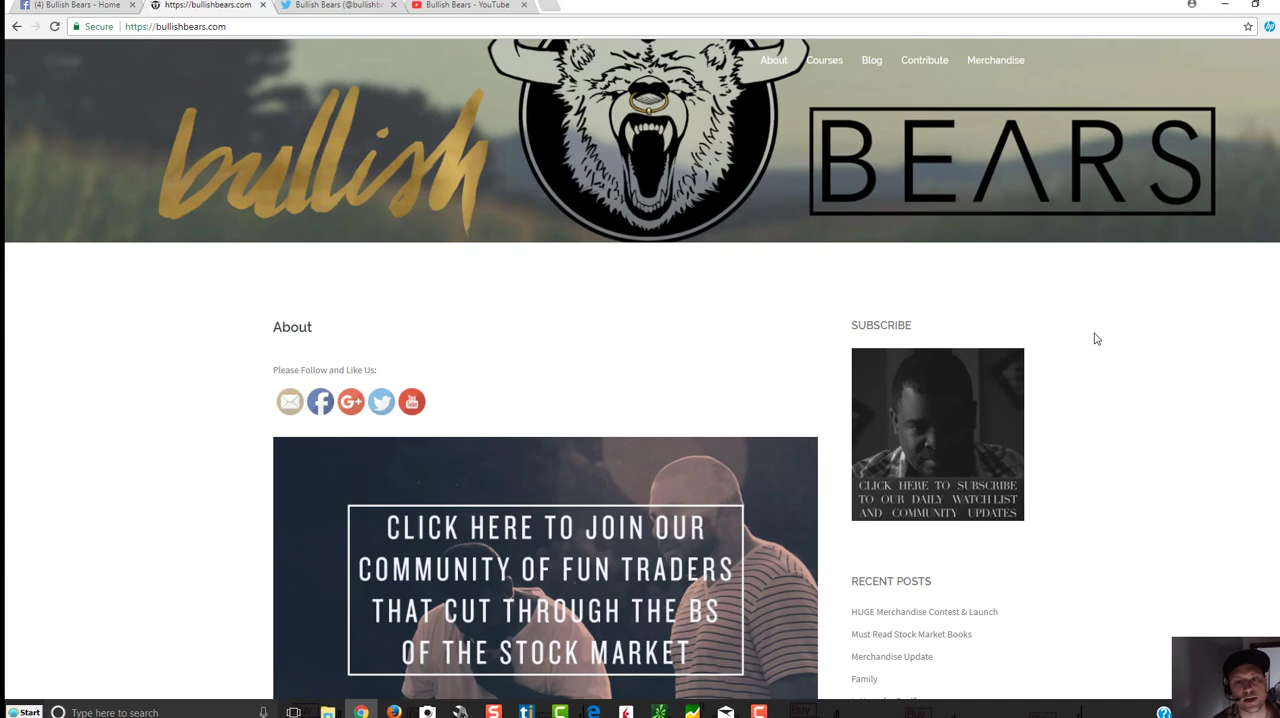 (4) Bullish Bears - Home
https://bullishbears.com
Bullish Bears (@bullishb
Bullish Bears - YouTube
Secure
https://bullishbears.com
About
Courses
Blog
Contribute
Merchandise
bullish
BEARS
About
SUBSCRIBE
Please Follow and Like Us:
CLICK HERE TO SUBSCRIBE
TO OUR DAILY WATCHLIST
AND COMMUNITY UPDATES
CLICK HERE TO JOIN OUR
COMMUNITY OF FUN TRADERS
THAT CUT THROUGH THE BS
OF THE STOCK MARKET
RECENT POSTS
HUGE Merchandise Contest & Launch
Must Read Stock Market Books
Merchandise Update
Family
Start
Type here to search